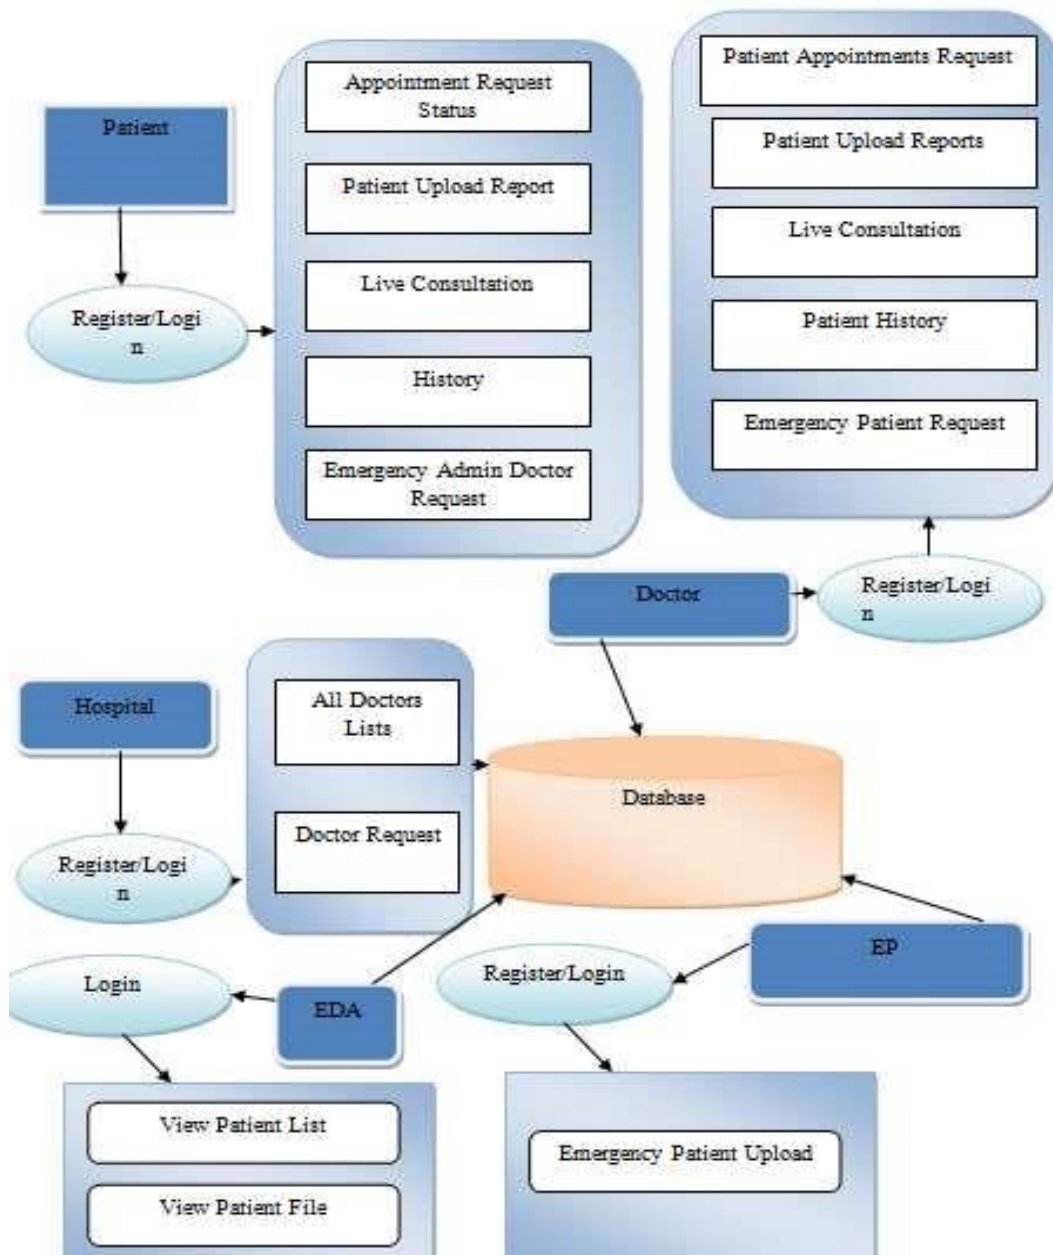 Patient
Register/Logi
n
Appointment Request
Status
Patient Upload Report
Live Consultation
History
Emergency Admin Doctor
Request
Patient Appointments Request
Patient Upload Reports
Live Consultation
Patient History
Emergency Patient Request
Doctor
Register/Logi
n
Hospital
Register/Logi
n
All Doctors
Lists
Doctor Request
Database
EP
Register/Login
EDA
Login
View Patient List
View Patient File
Emergency Patient Upload